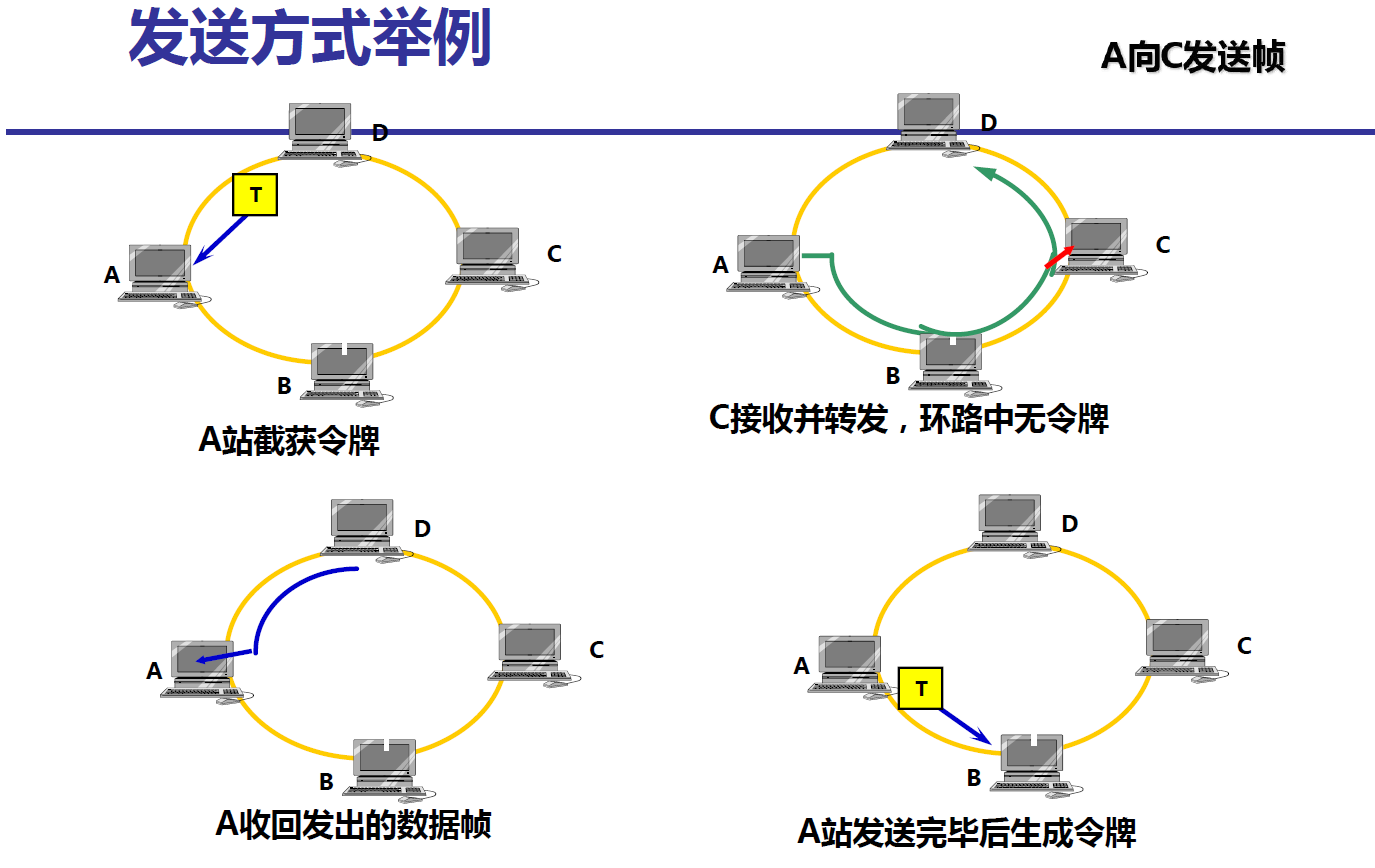 发送方式举例
A向C发送帧
D
T
A
C
B
A站截获令牌
D
A
C
B
C接收并转发，环路中无令牌
D
A
C
B
A收回发出的数据帧
D
A
T
C
B
A站发送完毕后生成令牌